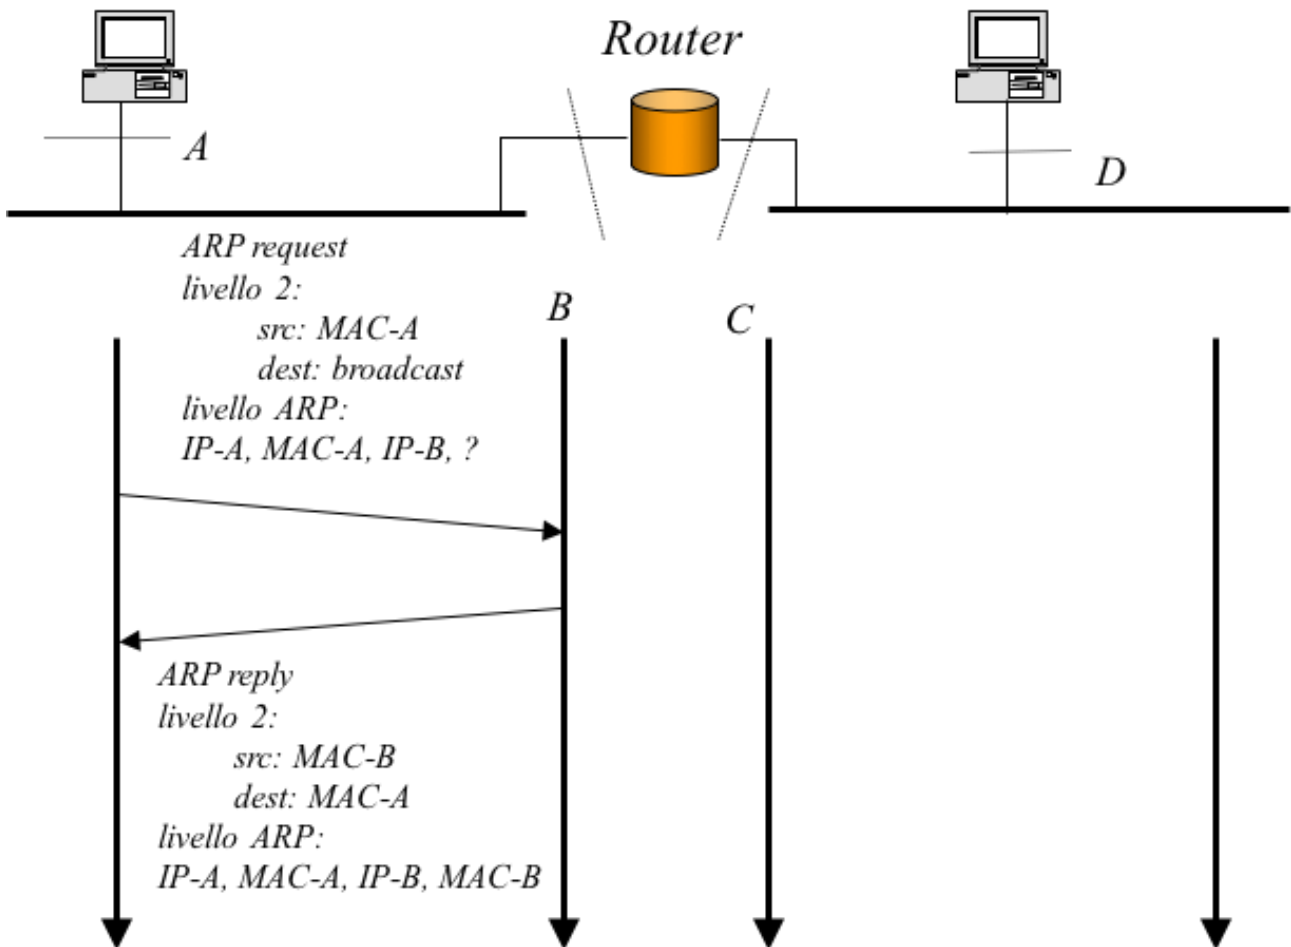 Router
A
D
ARP request
livello 2:
src: MAC-A
dest: broadcast
livello ARP:
IP-A, MAC-A, IP-B, ?
B
C
ARP reply
livello 2:
src: MAC-B
dest: MAC-A
livello ARP:
IP-A, MAC-A, IP-B, MAC-B